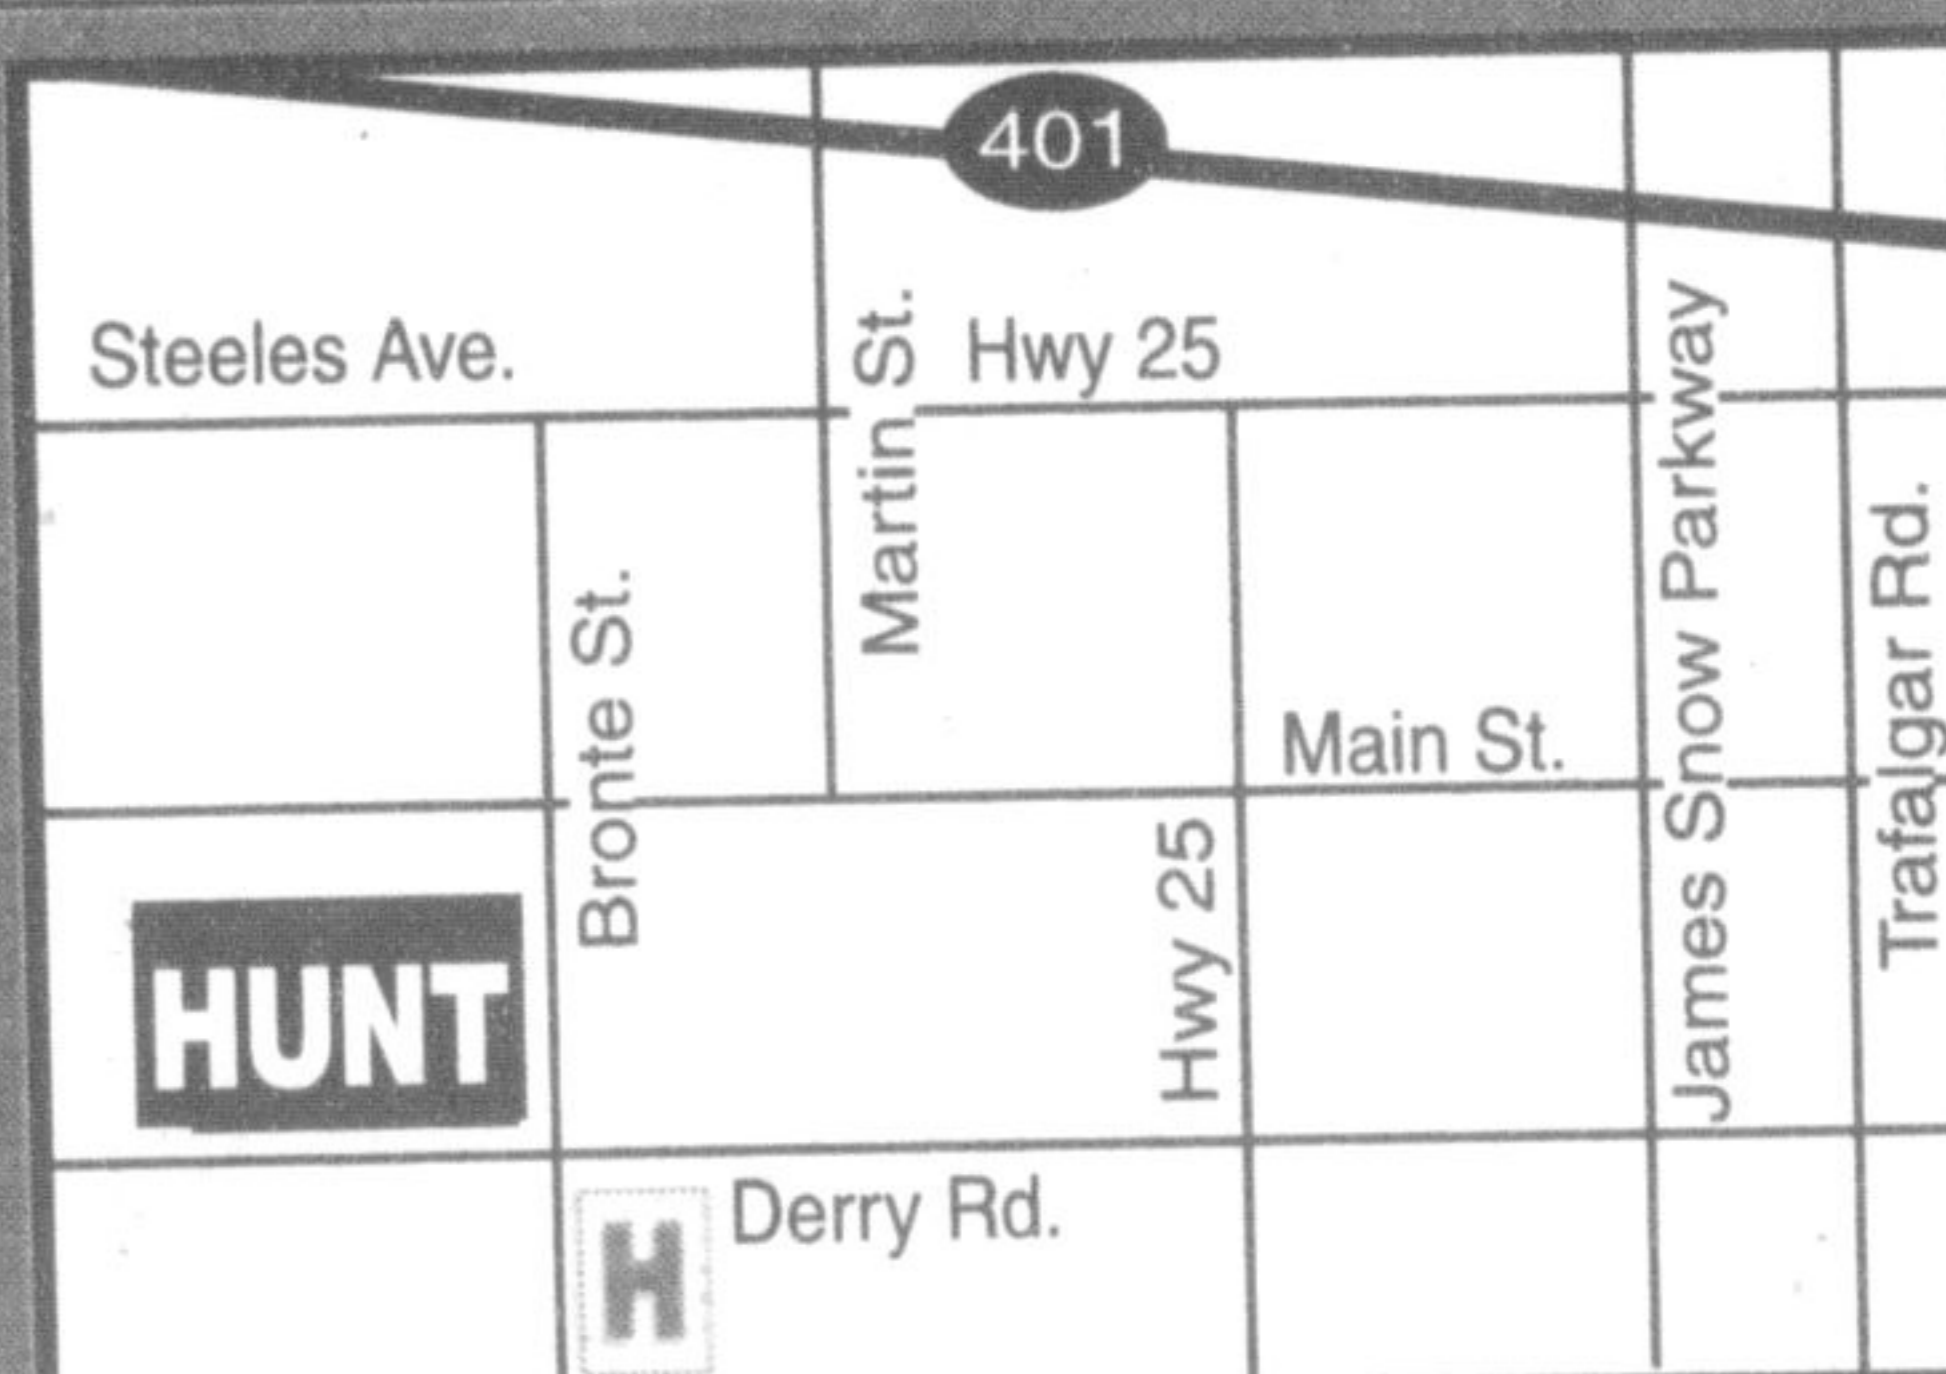 401
Steeles Ave.
Martin St.
Hwy 25
James Snow Parkway
Trafalgar Rd.
Bronte St.
Main St.
Hwy 25
HUNT
Derry Rd.
H